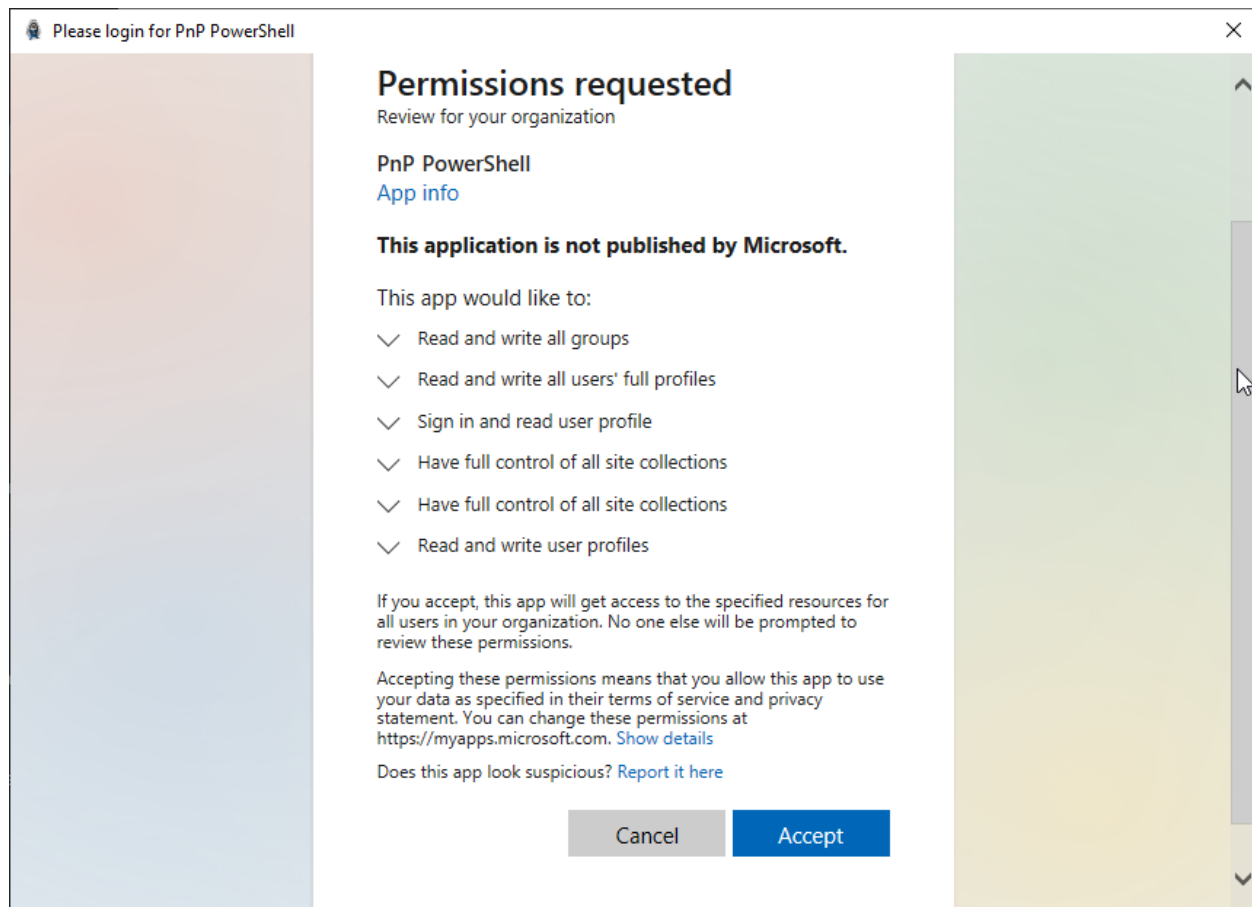 Please login for PnP PowerShell
Permissions requested
Review for your organization
PnP PowerShell
App info
This application is not published by Microsoft.
This app would like to:
Read and write all groups
Read and write all users' full profiles
Sign in and read user profile
Have full control of all site collections
Have full control of all site collections
Read and write user profiles
If you accept, this app will get access to the specified resources for
all users in your organization. No one else will be prompted to
review these permissions.
Accepting these permissions means that you allow this app to use
your data as specified in their terms of service and privacy
statement. You can change these permissions at
https://myapps.microsoft.com. Show details
Does this app look suspicious? Report it here
Cancel
Accept